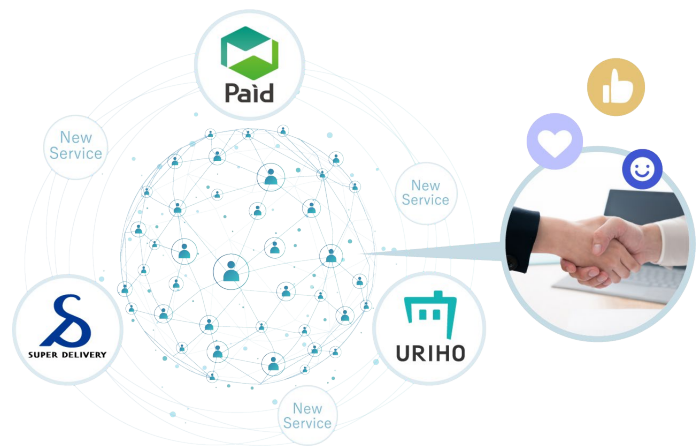 Paid
New
Service
New
Service
SUPER DELIVERY
URIHO
New
Service